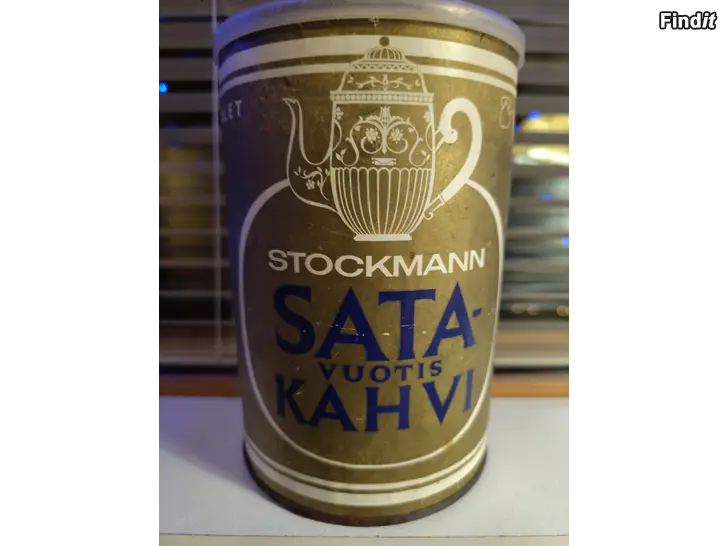 Findit
STOCKMANN
SATA-
VUOTIS
KAHVI